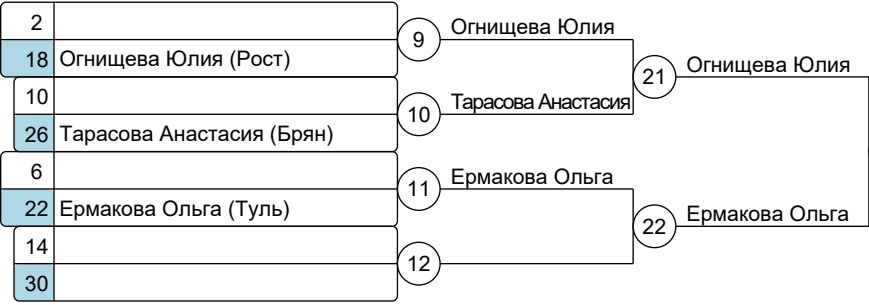 2
18 Огнищева Юлия (Рост)
9
Огнищева Юлия
10
26 Тарасова Анастасия (Брян)
10
Тарасова Анастасия
21
Огнищева Юлия
6
22 Ермакова Ольга (Туль)
11
Ермакова Ольга
14
30
12
22
Ермакова Ольга